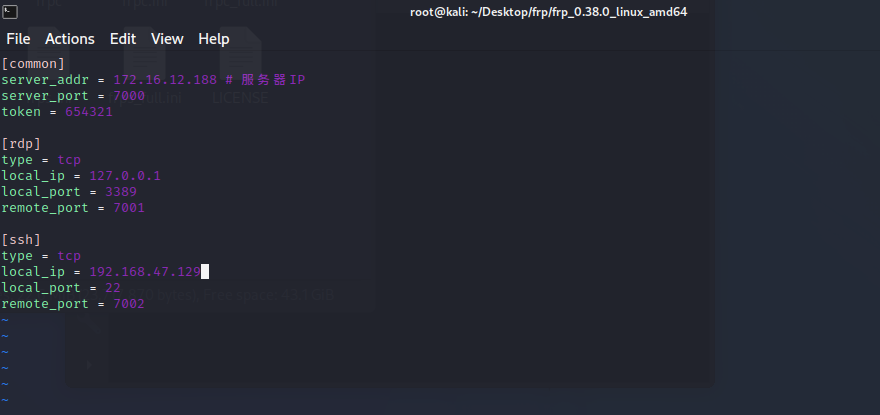 root@kali: ~/Desktop/frp/frp_0.38.0_linux_amd64
File Actions Edit View Help
[common]
server_addr = 172.16.12.188 # 服务器IP
server_port = 7000
token = 654321
[rdp]
type = tcp
local_ip = 127.0.0.1
local_port = 3389
remote_port = 7001
[ssh]
type = tcp
local_ip = 192.168.47.129
local_port = 22
remote_port = 7002
~
~
~
~
~
~